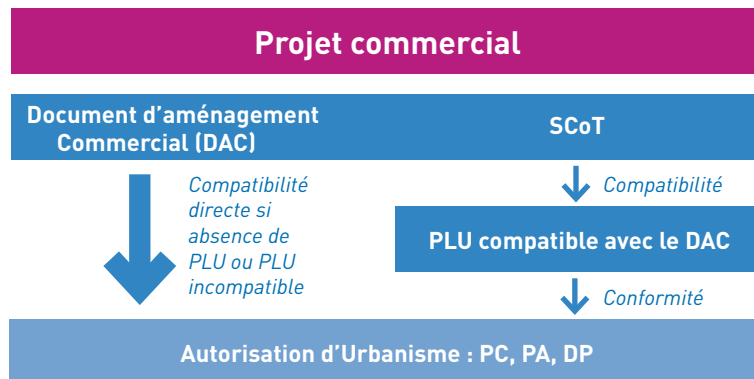 Projet commercial
Document d’aménagement
Commercial (DAC)
SCoT
Compatibilité
directe si
absence de
PLU ou PLU
incompatible
Compatibilité
PLU compatible avec le DAC
Conformité
Autorisation d’Urbanisme : PC, PA, DP